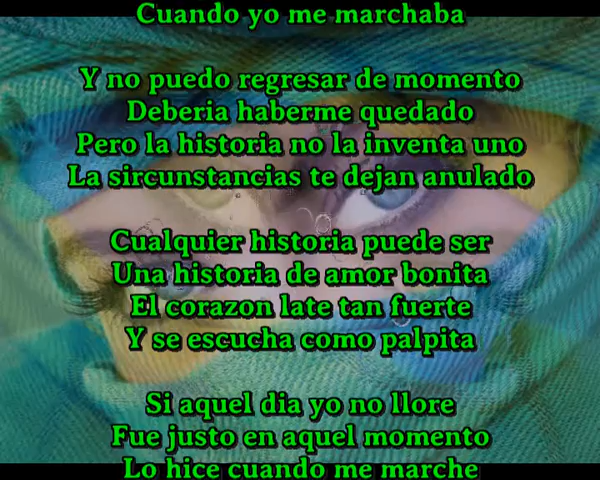 Cuando yo me marchaba
Y no puedo regresar de momento
Deberia haberme quedado
Pero la historia no la inventa uno
La sircunstancias te dejan anulado
Cualquier historia puede ser
Una historia de amor bonita
El corazon late tan fuerte
Y se escucha como palpita
Si aquel dia yo no llore
Fue justo en aquel momento
Lo hice cuando me marche